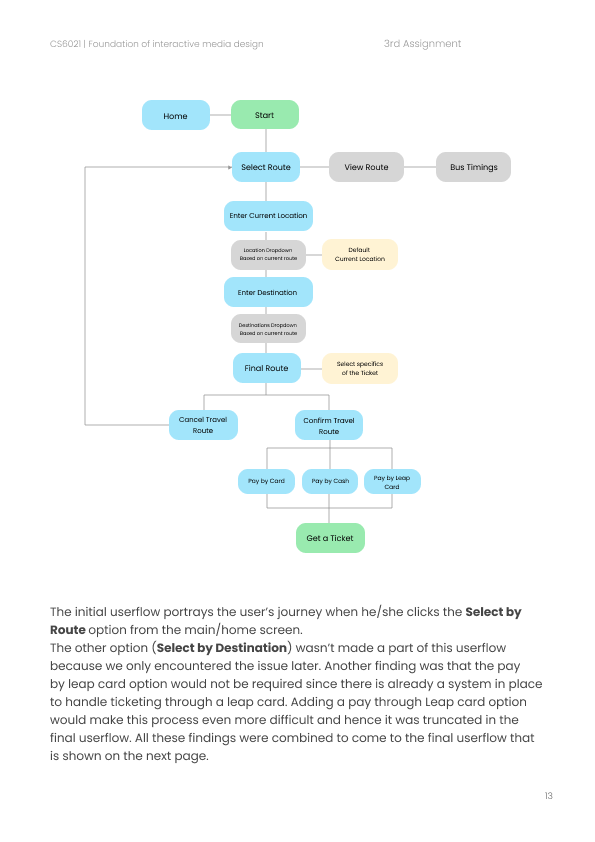 CS6021 | Foundation of interactive media design
3rd Assignment
Home
Start
Select Route
View Route
Bus Timings
Enter Current Location
Location Dropdown
Based on current route
Default
Current Location
Enter Destination
Destinations Dropdown
Based on current route
Final Route
Select specifics
of the Ticket
Cancel Travel
Route
Confirm Travel
Route
Pay by Card
Pay by Cash
Pay by Leap
Card
Get a Ticket
The initial userflow portrays the user’s journey when he/she clicks the Select by
Route option from the main/home screen.
The other option (Select by Destination) wasn’t made a part of this userflow
because we only encountered the issue later. Another finding was that the pay
by leap card option would not be required since there is already a system in place
to handle ticketing through a leap card. Adding a pay through Leap card option
would make this process even more difficult and hence it was truncated in the
final userflow. All these findings were combined to come to the final userflow that
is shown on the next page.
13